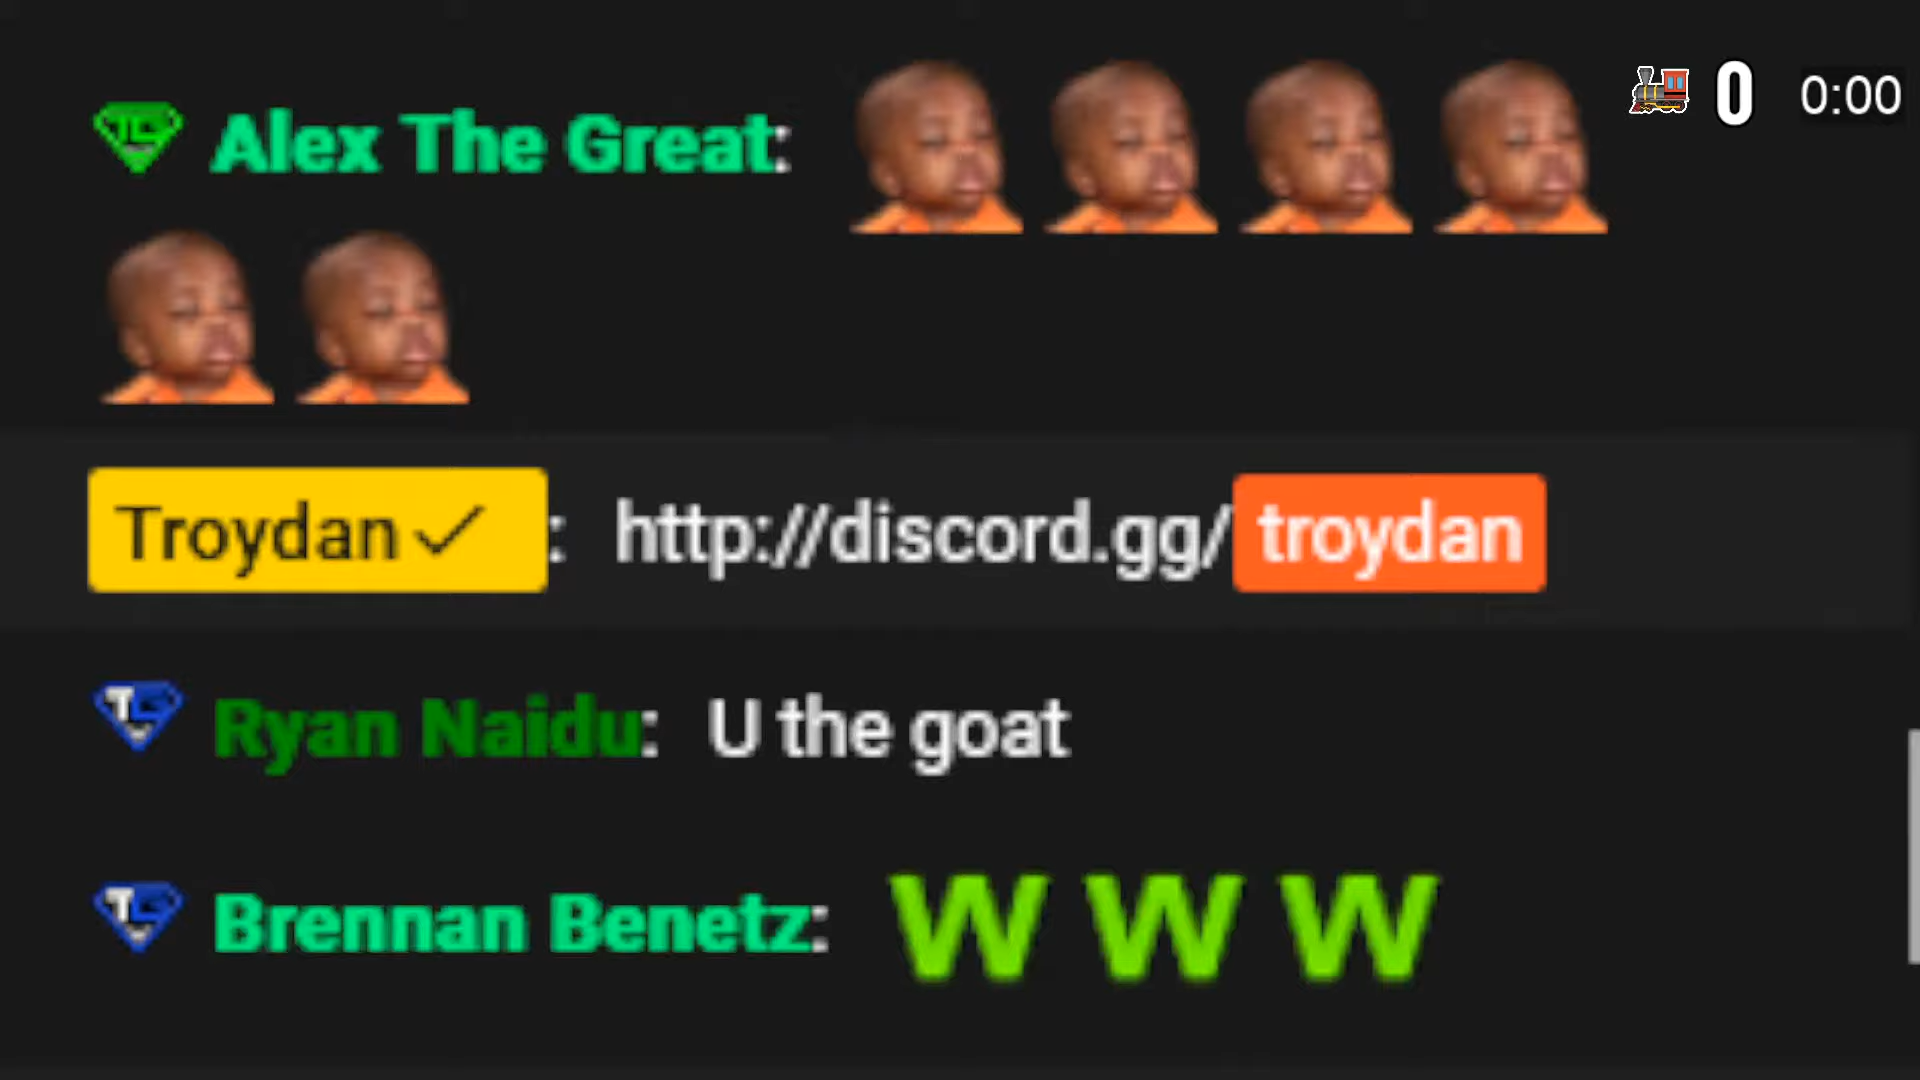 Alex The Great: 0 0:00
Troydan✓: http://discord.gg/troydan
Ryan Naidu: U the goat
Brennan Benetz: W W W